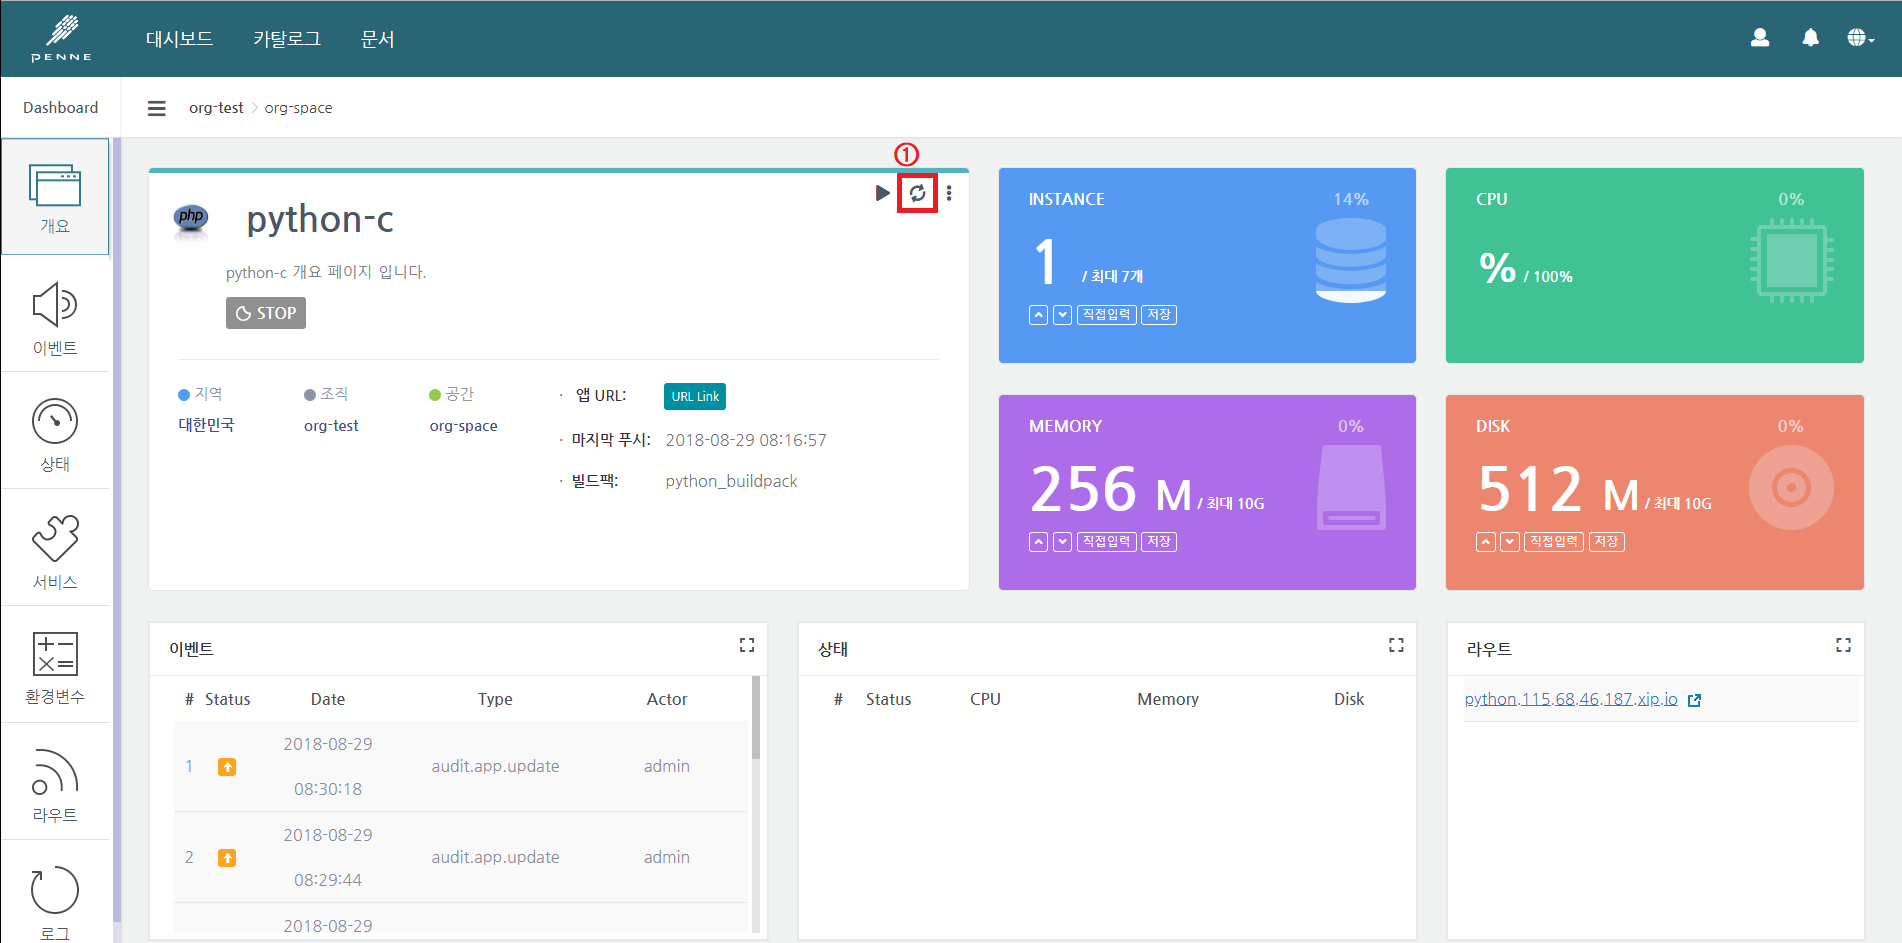 PENNE
대시보드 카탈로그 문서
Dashboard
org-test > org-space
개요
이벤트
상태
서비스
환경변수
라우트
로그
①
php
python-c
python-c 개요 페이지 입니다.
STOP
지역
대한민국
조직
org-test
공간
org-space
· 앱 URL: URL Link
· 마지막 푸시: 2018-08-29 08:16:57
· 빌드팩: python_buildpack
INSTANCE 14%
1 / 최대 7개
직접입력 저장
CPU 0%
% / 100%
MEMORY 0%
256 M / 최대 10G
직접입력 저장
DISK 0%
512 M / 최대 10G
직접입력 저장
이벤트
# Status Date Type Actor
1 2018-08-29 08:30:18 audit.app.update admin
2 2018-08-29 08:29:44 audit.app.update admin
2018-08-29
상태
# Status CPU Memory Disk
라우트
python.115.68.46.187.xip.io